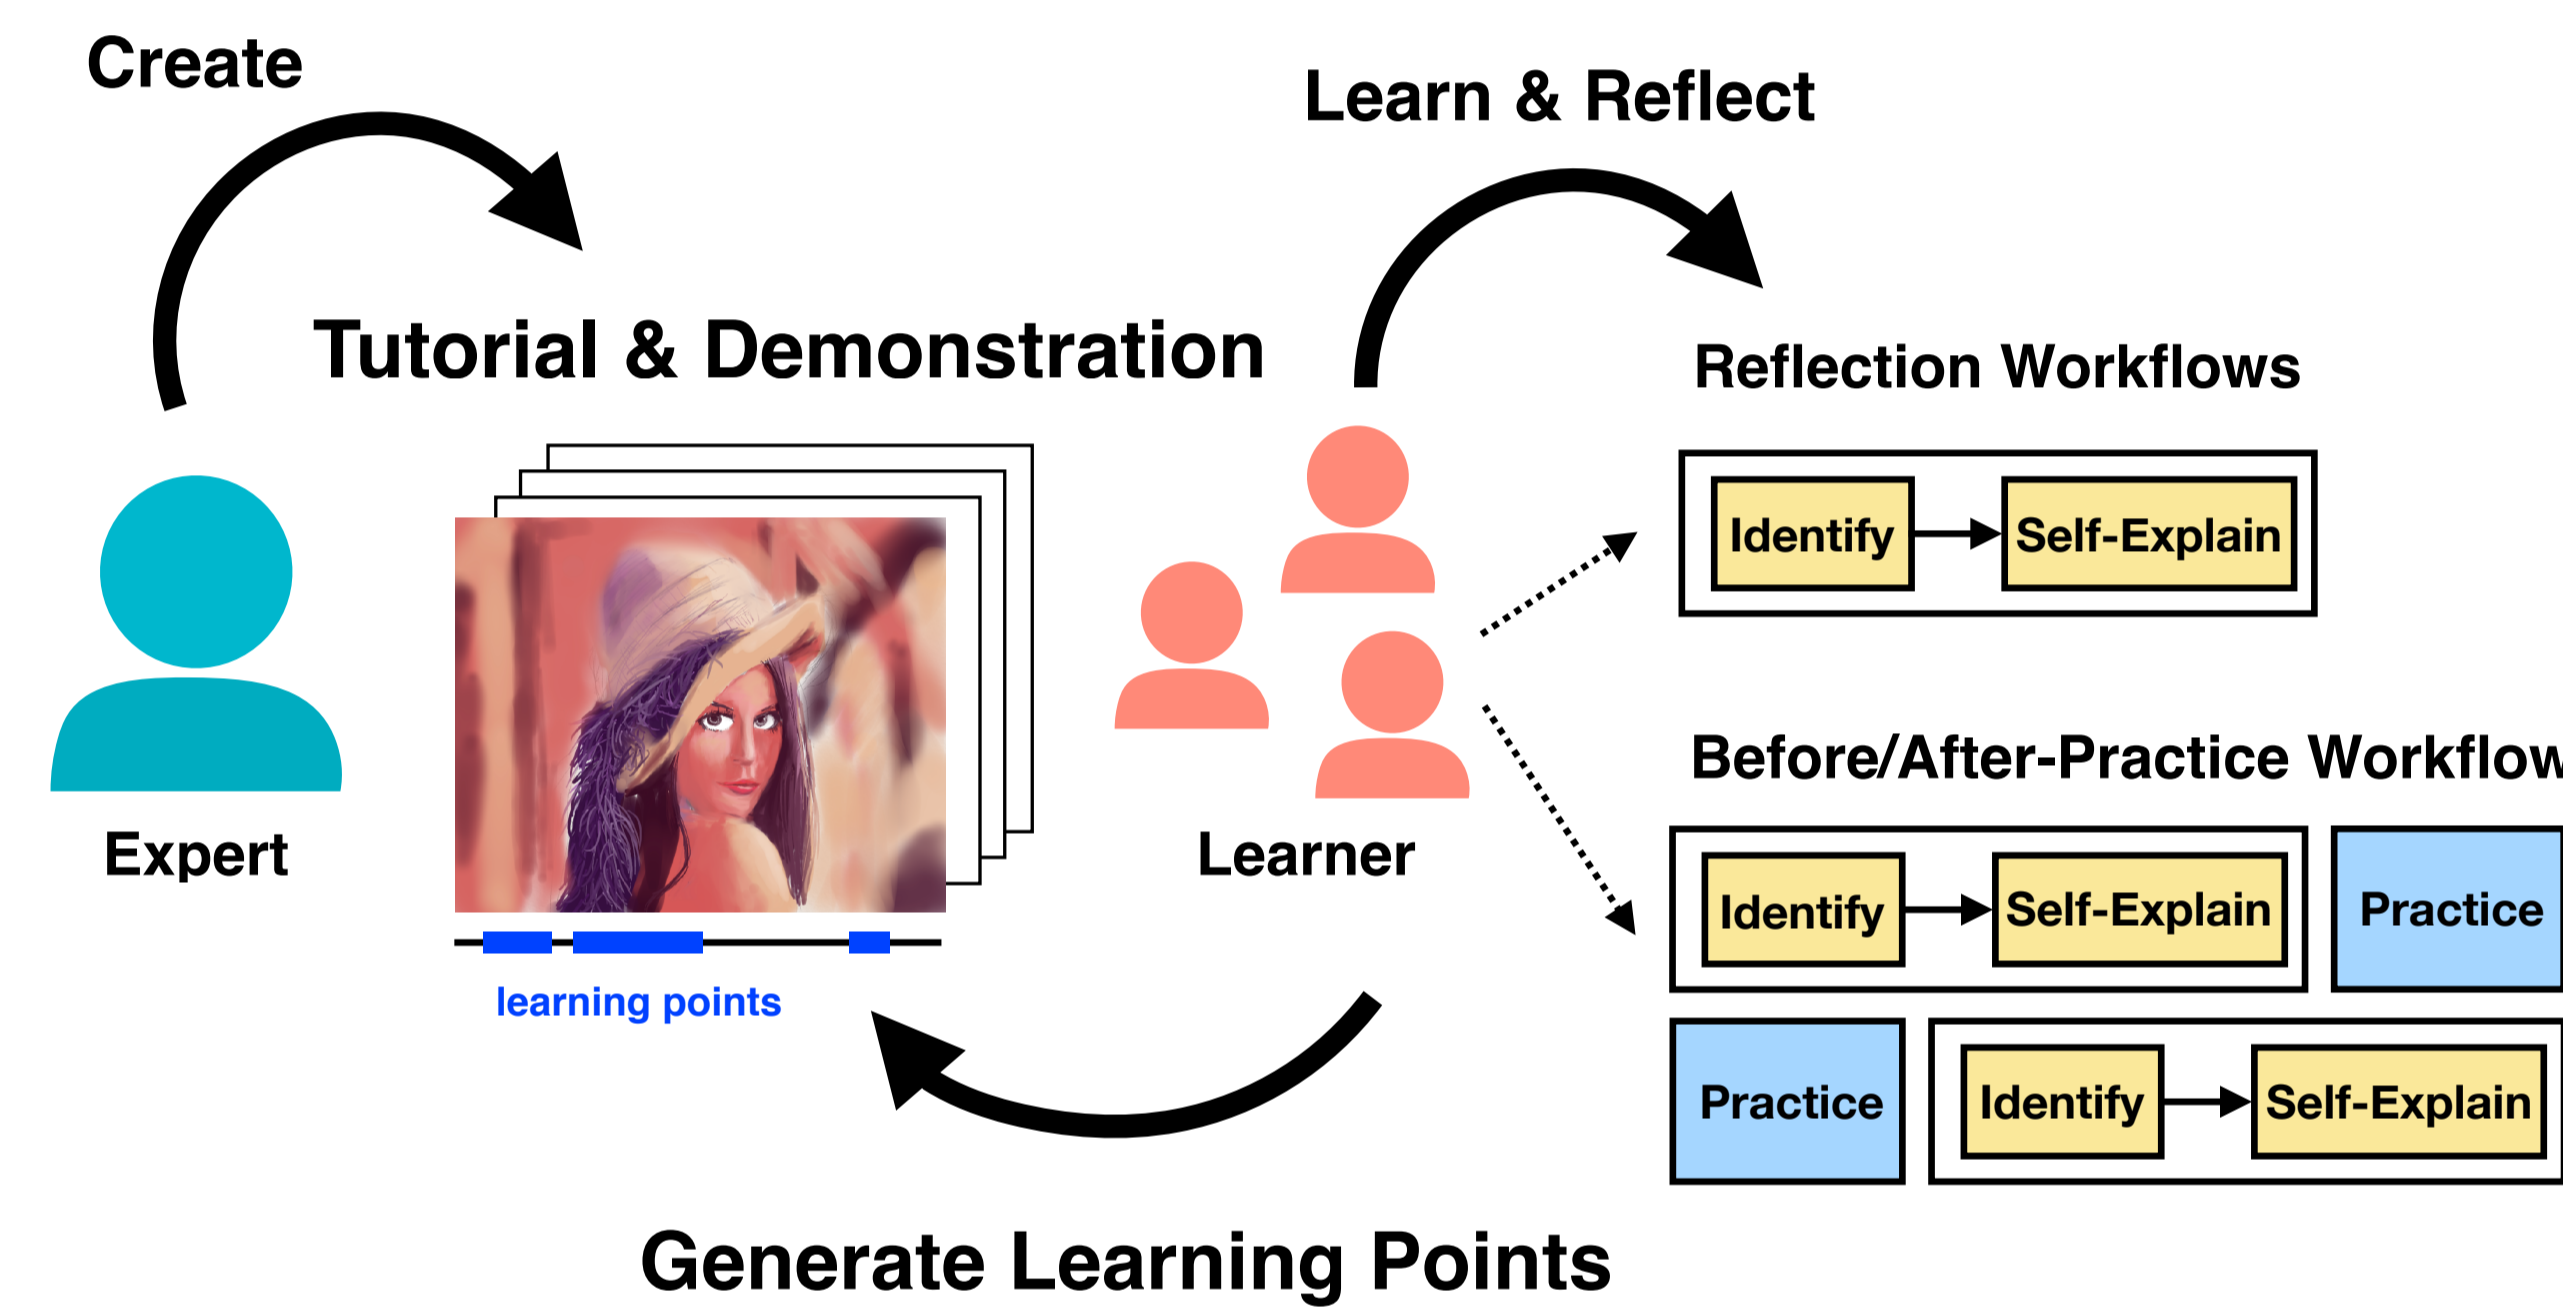 Create
Learn & Reflect
Tutorial & Demonstration
Reflection Workflows
Identify
Self-Explain
Expert
learning points
Learner
Before/After-Practice Workflow
Identify
Self-Explain
Practice
Practice
Identify
Self-Explain
Generate Learning Points